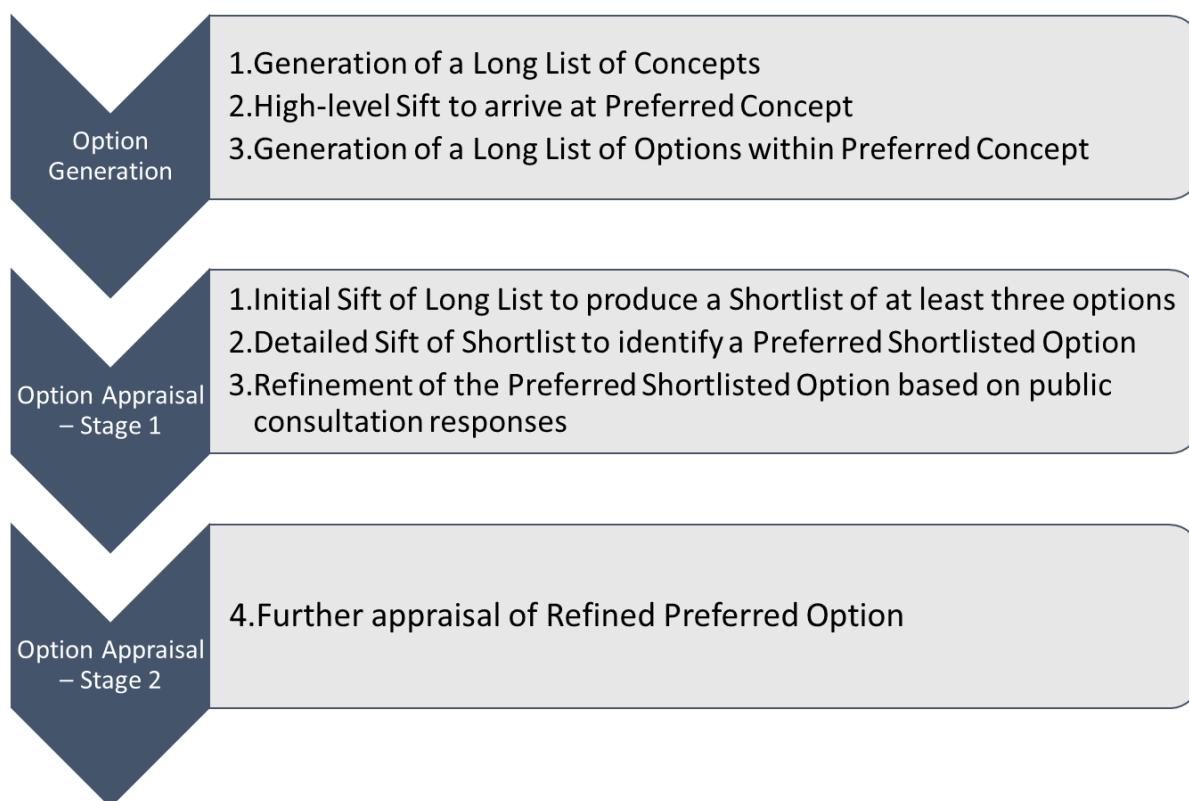 Option
Generation
1.Generation of a Long List of Concepts
2.High-level Sift to arrive at Preferred Concept
3.Generation of a Long List of Options within Preferred Concept
Option Appraisal
– Stage 1
1.Initial Sift of Long List to produce a Shortlist of at least three options
2.Detailed Sift of Shortlist to identify a Preferred Shortlisted Option
3.Refinement of the Preferred Shortlisted Option based on public
consultation responses
Option Appraisal
– Stage 2
4.Further appraisal of Refined Preferred Option